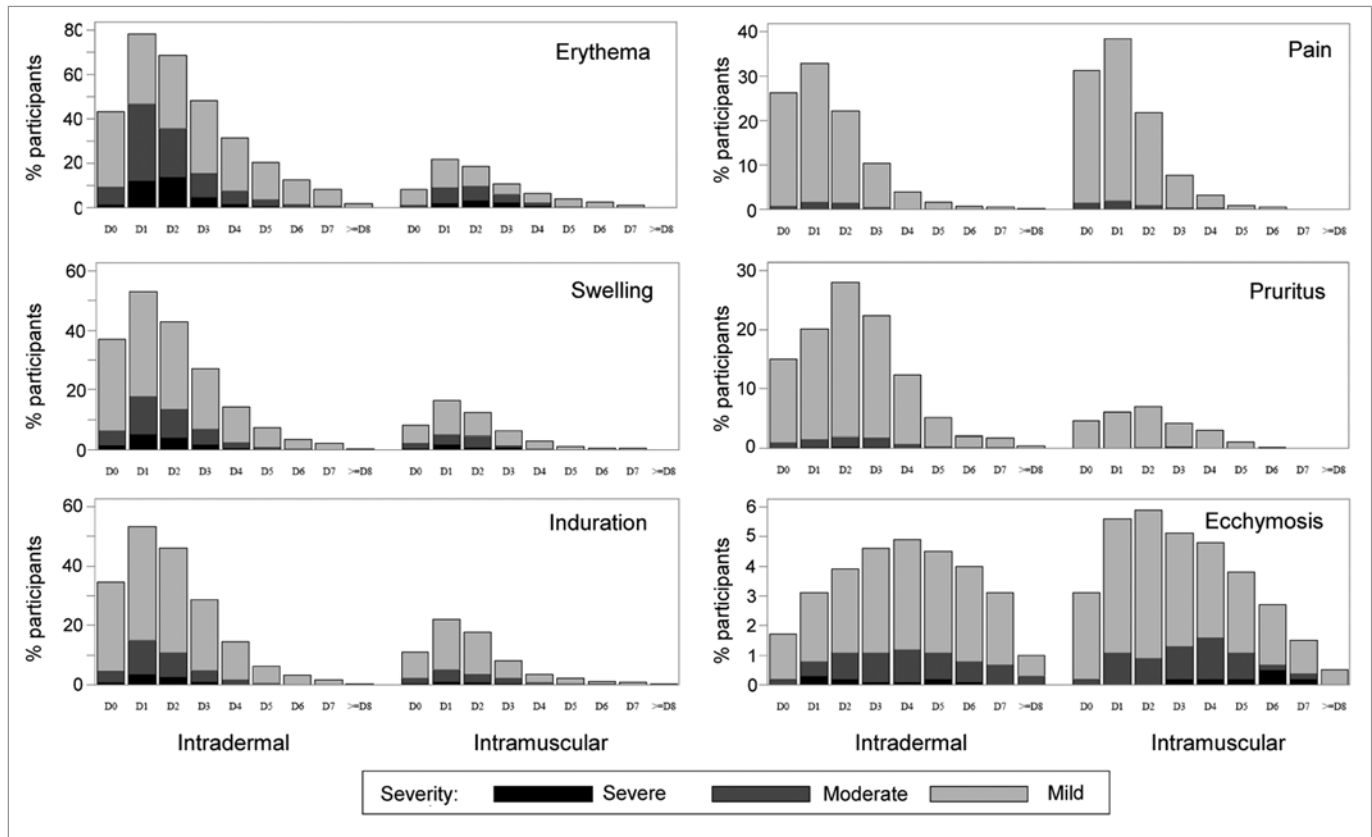 Erythema
% participants
80
60
40
20
0
D0 D1 D2 D3 D4 D5 D6 D7 >=D8 D0 D1 D2 D3 D4 D5 D6 D7 >=D8
Pain
% participants
40
30
20
10
0
D0 D1 D2 D3 D4 D5 D6 D7 >=D8 D0 D1 D2 D3 D4 D5 D6 D7 >=D8
Swelling
% participants
60
40
20
0
D0 D1 D2 D3 D4 D5 D6 D7 >=D8 D0 D1 D2 D3 D4 D5 D6 D7 >=D8
Pruritus
% participants
30
20
10
0
D0 D1 D2 D3 D4 D5 D6 D7 >=D8 D0 D1 D2 D3 D4 D5 D6 D7 >=D8
Induration
% participants
60
40
20
0
D0 D1 D2 D3 D4 D5 D6 D7 >=D8 D0 D1 D2 D3 D4 D5 D6 D7 >=D8
Intradermal Intramuscular
Ecchymosis
% participants
6
5
4
3
2
1
0
D0 D1 D2 D3 D4 D5 D6 D7 >=D8 D0 D1 D2 D3 D4 D5 D6 D7 >=D8
Intradermal Intramuscular
Severity: Severe Moderate Mild